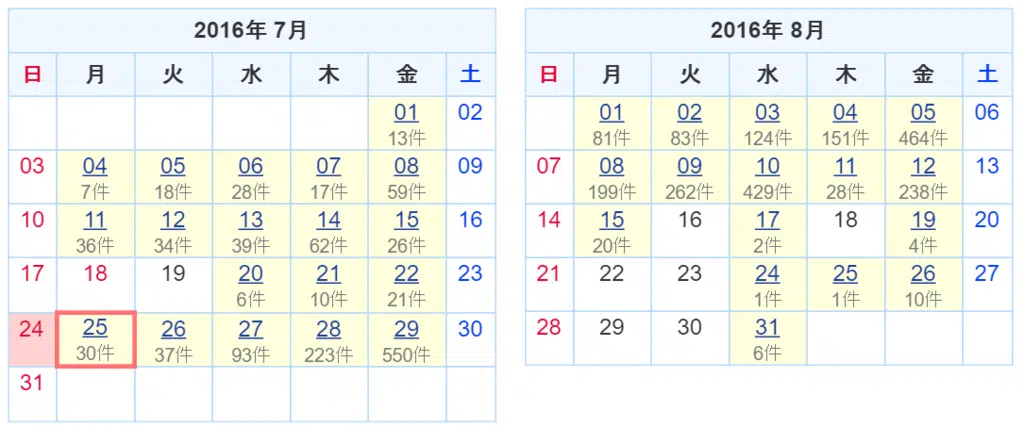 2016年 7月
日 月 火 水 木 金 土
01 02
13件
03 04 05 06 07 08 09
7件 18件 28件 17件 59件
10 11 12 13 14 15 16
36件 34件 39件 62件 26件
17 18 19 20 21 22 23
6件 10件 21件
24 25 26 27 28 29 30
30件 37件 93件 223件 550件
31
2016年 8月
日 月 火 水 木 金 土
01 02 03 04 05 06
81件 83件 124件 151件 464件
07 08 09 10 11 12 13
199件 262件 429件 28件 238件
14 15 16 17 18 19 20
20件 2件 4件
21 22 23 24 25 26 27
1件 1件 10件
28 29 30 31
6件